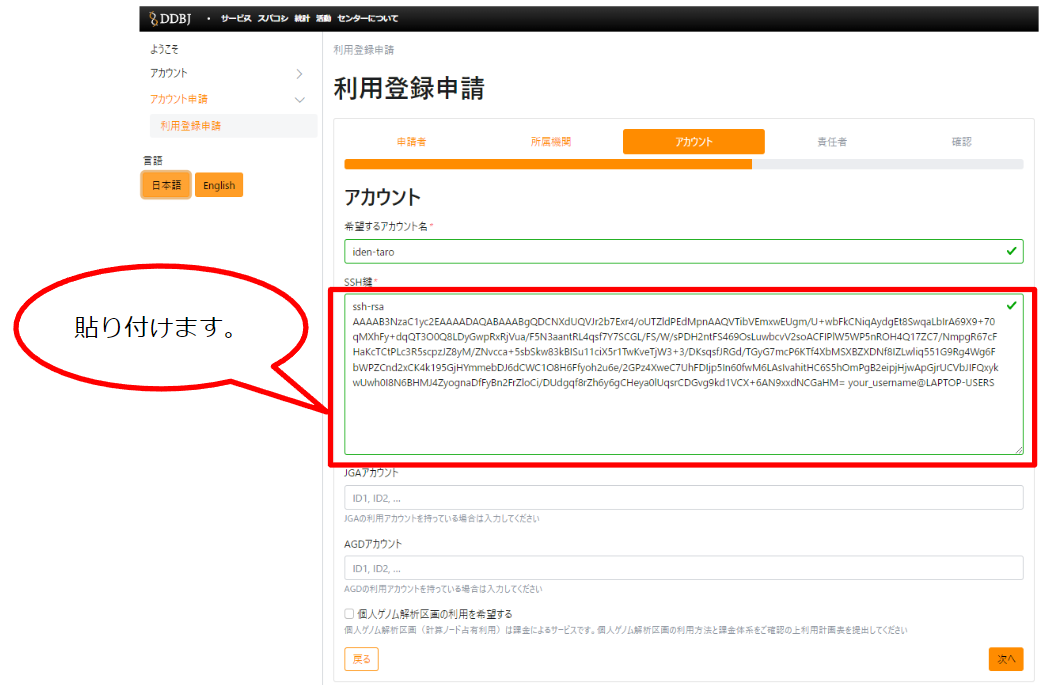 DDBJ ・ サービス スパコン 統計 活動 センターについて
ようこそ
アカウント
アカウント申請
利用登録申請
言語
日本語 English
利用登録申請
利用登録申請
申請者 所属機関 アカウント 責任者 確認
アカウント
希望するアカウント名*
iden-taro
SSH鍵*
ssh-rsa
AAAAB3NzaC1yc2EAAAADAQABAAABgQDCNXdUQVJr2b7Exr4/oUTZldPEdMpnAAQVTibVEmxwEUgm/U+wbFkCNiqAydgEt8SwqaLbIrA69X9+70
qMXhFy+dqQT3O0Q8LDyGwpRxRjVua/F5N3aantRL4qsf7Y7SCGL/FS/W/sPDH2ntFS469OsLuwbcvV2soACFIPlW5WP5nROH4Q17ZC7/NmpgR67cF
HaKcTCtPLc3R5scpzJZ8yM/ZNvcca+5sbSkw83kBISu11ciX5r1TwKveTjW3+3/DKsqsfJRGd/TGyG7mcP6KTf4XbMSXBZXDNf8IZLwliq551G9Rg4Wg6F
bWPZCnd2xCK4k195GjHYmmebDJ6dCWC1O8H6Ffyoh2u6e/2GPz4XweC7UhFDIjp5In60fwM6LAsIvahitHC6S5hOmPgB2eipjHjwApGjrUCVbJIFQxyk
wUwh0I8N6BHMJ4ZyognaDfFyBn2FrZloCi/DUdgqf8rZh6y6gCHeya0lUqsrCDGvg9kd1VCX+6AN9xxdNCGaHM= your_username@LAPTOP-USERS
貼り付けます。
JGAアカウント
ID1, ID2, ...
JGAの利用アカウントを持っている場合は入力してください
AGDアカウント
ID1, ID2, ...
AGDの利用アカウントを持っている場合は入力してください
個人ゲノム解析区画の利用を希望する
個人ゲノム解析区画（計算ノード占有利用）は課金によるサービスです。個人ゲノム解析区画の利用方法と課金体系をご確認の上利用計画表を提出してください
戻る 次へ